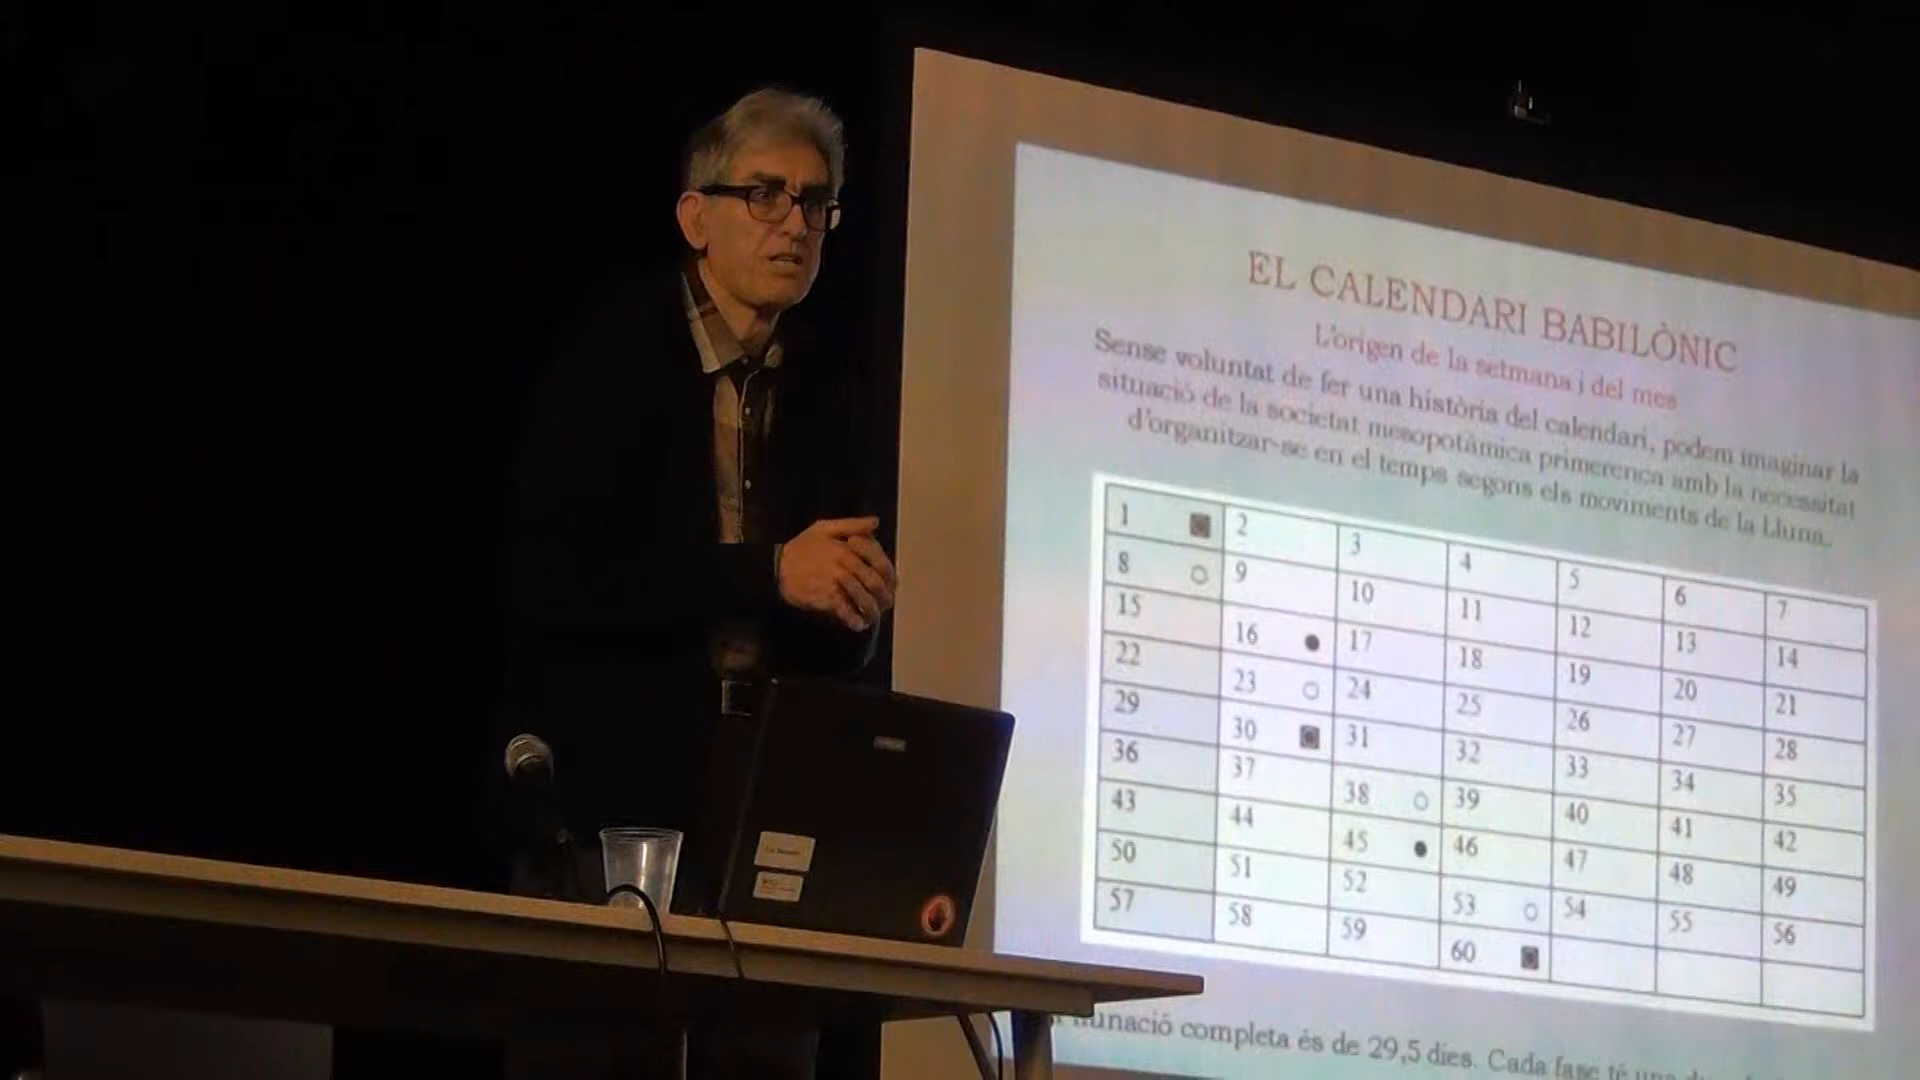 EL CALENDARI BABILÒNIC
L'origen de la setmana i del mes
Sense voluntat de fer una història del calendari, podem imaginar la
situació de la societat mesopotàmica primerenca amb la necessitat
d'organitzar-se en el temps segons els moviments de la Lluna.
1 2 3 4 5 6 7
8 9 10 11 12 13 14
15 16 17 18 19 20 21
22 23 24 25 26 27 28
29 30 31 32 33 34 35
36 37 38 39 40 41 42
43 44 45 46 47 48 49
50 51 52 53 54 55 56
57 58 59 60
completa és de 29,5 dies. Cada fase té una